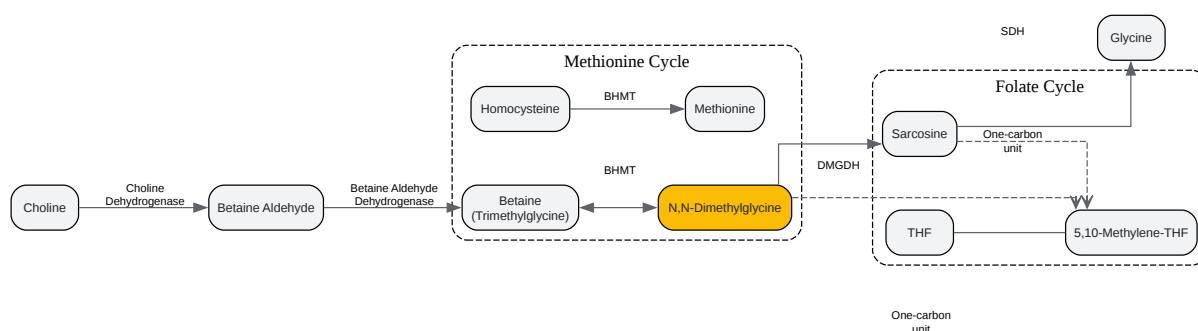 SDH
Glycine
Methionine Cycle
Folate Cycle
Homocysteine
BHMT
Methionine
Sarcosine
One-carbon
unit
DMGDH
BHMT
Choline
Choline
Dehydrogenase
Betaine Aldehyde
Betaine Aldehyde
Dehydrogenase
Betaine
(Trimethylglycine)
N,N-Dimethylglycine
THF
5,10-Methylene-THF
One-carbon
unit